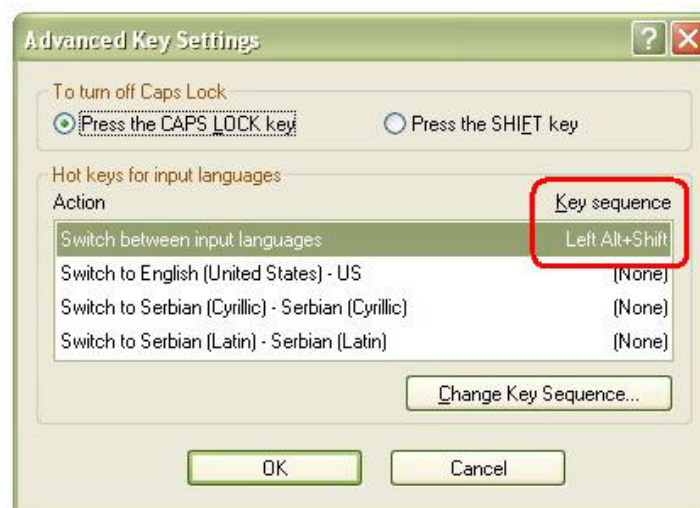 Advanced Key Settings
To turn off Caps Lock
Press the CAPS LOCK key Press the SHIFT key
Hot keys for input languages
Action Key sequence
Switch between input languages Left Alt+Shift
Switch to English (United States) - US (None)
Switch to Serbian (Cyrillic) - Serbian (Cyrillic) (None)
Switch to Serbian (Latin) - Serbian (Latin) (None)
Change Key Sequence...
OK Cancel